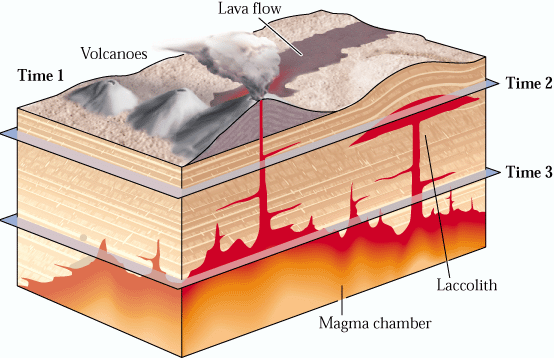 Lava flow
Volcanoes
Time 1
Time 2
Time 3
Laccolith
Magma chamber